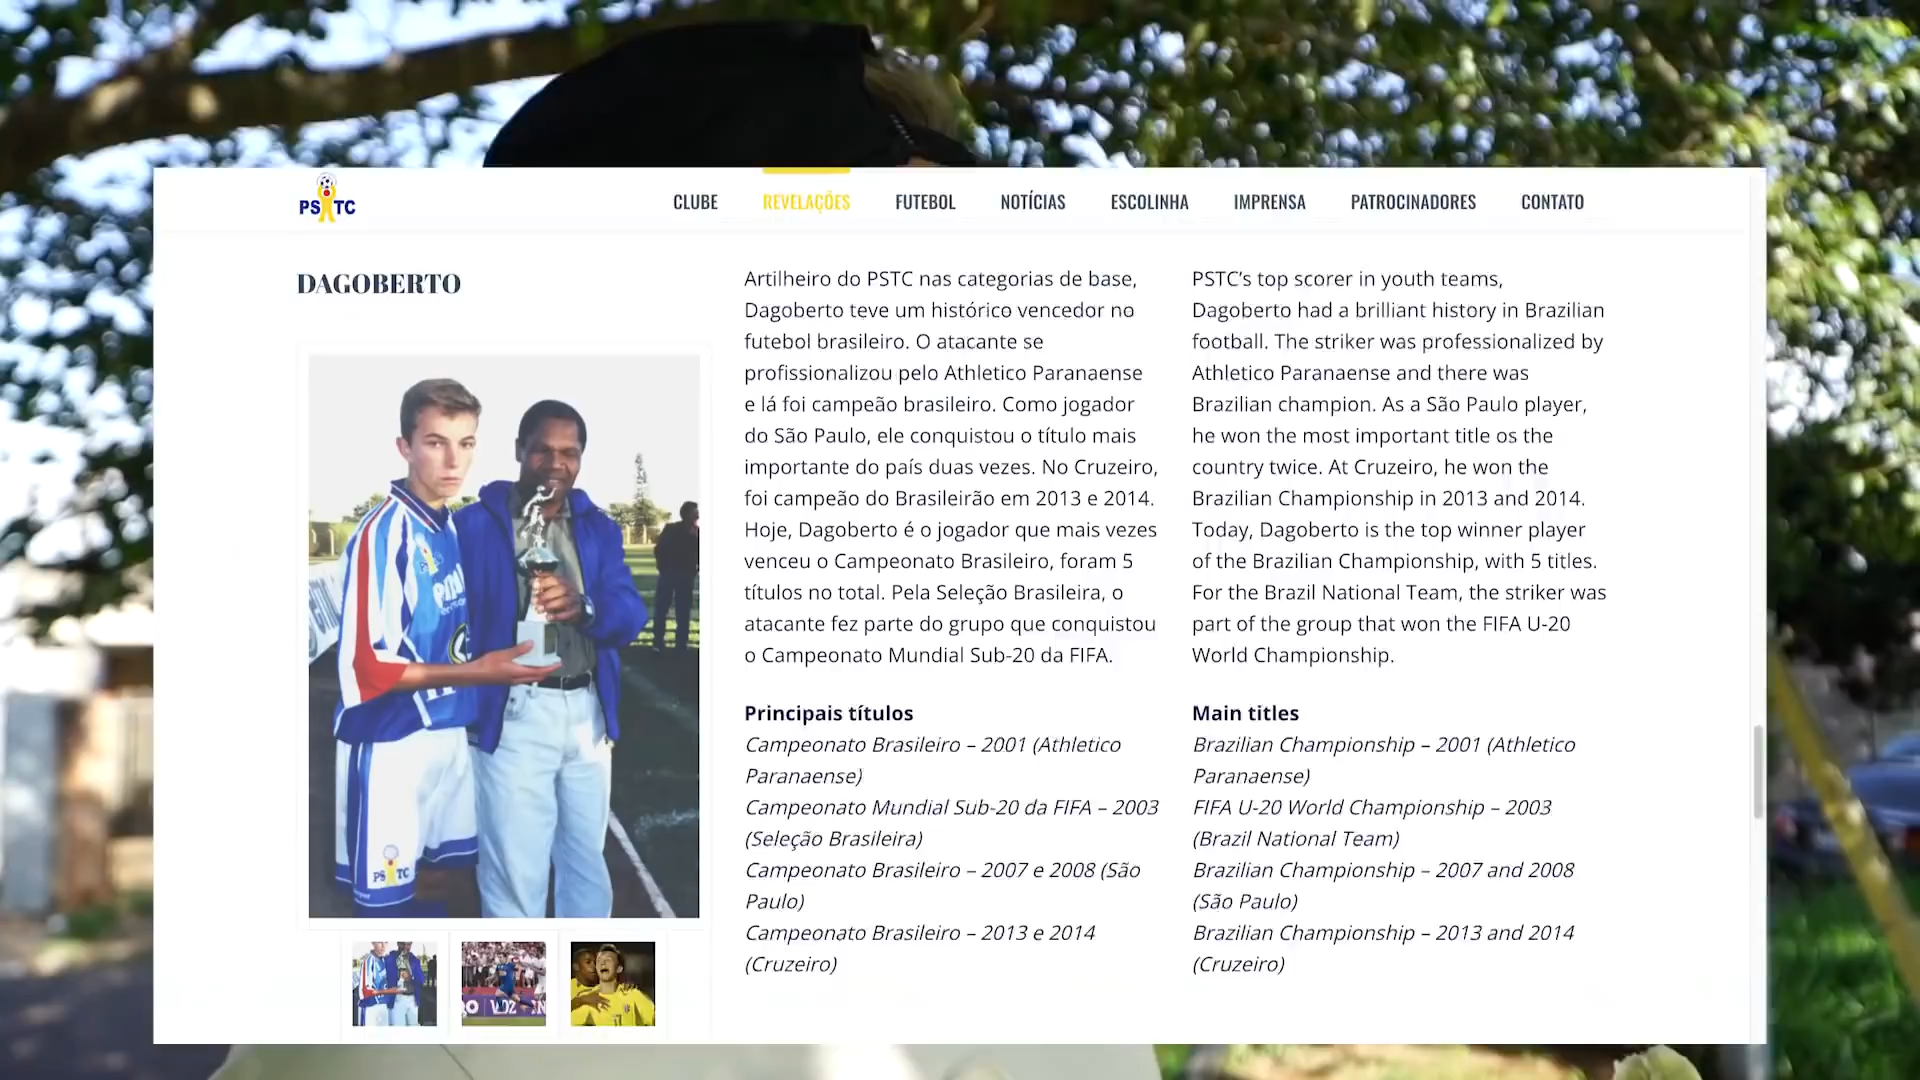 PSTC
CLUBE
REVELAÇÕES
FUTEBOL
NOTÍCIAS
ESCOLINHA
IMPRENSA
PATROCINADORES
CONTATO
DAGOBERTO
Artilheiro do PSTC nas categorias de base,
Dagoberto teve um histórico vencedor no
futebol brasileiro. O atacante se
profissionalizou pelo Athletico Paranaense
e lá foi campeão brasileiro. Como jogador
do São Paulo, ele conquistou o título mais
importante do país duas vezes. No Cruzeiro,
foi campeão do Brasileirão em 2013 e 2014.
Hoje, Dagoberto é o jogador que mais vezes
venceu o Campeonato Brasileiro, foram 5
títulos no total. Pela Seleção Brasileira, o
atacante fez parte do grupo que conquistou
o Campeonato Mundial Sub-20 da FIFA.
Principais títulos
Campeonato Brasileiro – 2001 (Athletico
Paranaense)
Campeonato Mundial Sub-20 da FIFA – 2003
(Seleção Brasileira)
Campeonato Brasileiro – 2007 e 2008 (São
Paulo)
Campeonato Brasileiro – 2013 e 2014
(Cruzeiro)
PSTC’s top scorer in youth teams,
Dagoberto had a brilliant history in Brazilian
football. The striker was professionalized by
Athletico Paranaense and there was
Brazilian champion. As a São Paulo player,
he won the most important title os the
country twice. At Cruzeiro, he won the
Brazilian Championship in 2013 and 2014.
Today, Dagoberto is the top winner player
of the Brazilian Championship, with 5 titles.
For the Brazil National Team, the striker was
part of the group that won the FIFA U-20
World Championship.
Main titles
Brazilian Championship – 2001 (Athletico
Paranaense)
FIFA U-20 World Championship – 2003
(Brazil National Team)
Brazilian Championship – 2007 and 2008
(São Paulo)
Brazilian Championship – 2013 and 2014
(Cruzeiro)
PSTC